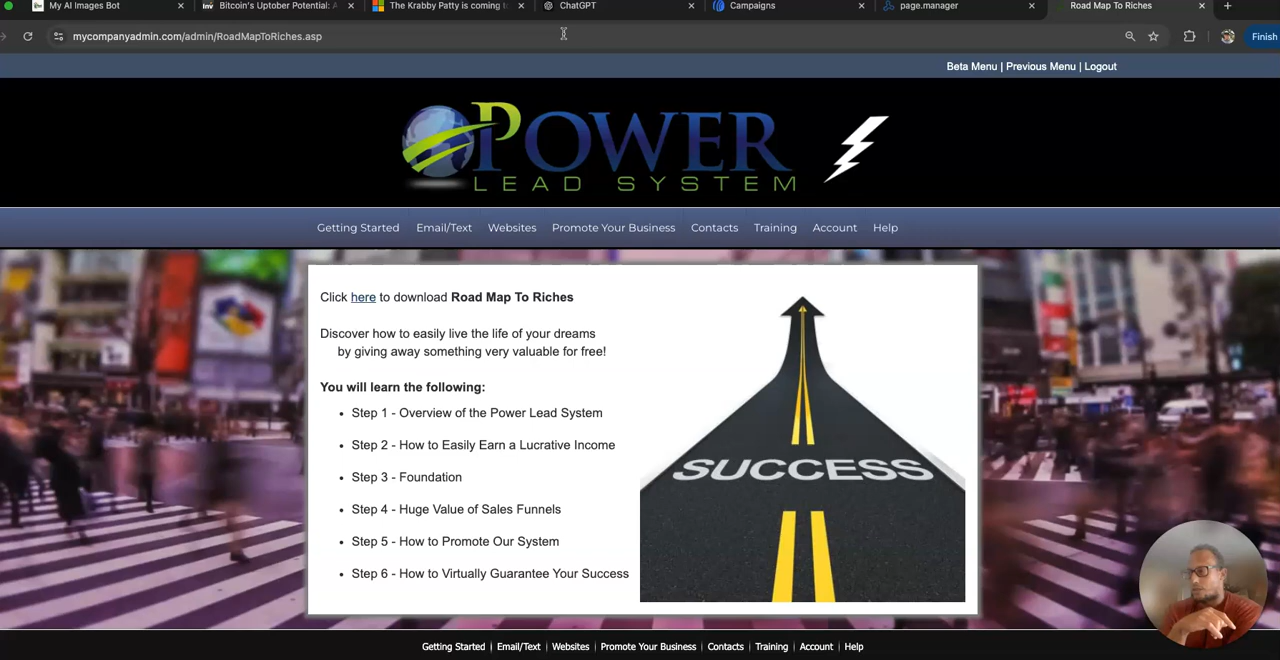 My AI Images Bot
Bitcoin's Uptober Potential: A
The Krabby Patty is coming to
ChatGPT
Campaigns
page.manager
Road Map To Riches
mycompanyadmin.com/admin/RoadMapToRiches.asp
Finish
Beta Menu | Previous Menu | Logout
POWER
LEAD SYSTEM
Getting Started Email/Text Websites Promote Your Business Contacts Training Account Help
Click here to download Road Map To Riches
Discover how to easily live the life of your dreams
by giving away something very valuable for free!
You will learn the following:
• Step 1 - Overview of the Power Lead System
• Step 2 - How to Easily Earn a Lucrative Income
• Step 3 - Foundation
• Step 4 - Huge Value of Sales Funnels
• Step 5 - How to Promote Our System
• Step 6 - How to Virtually Guarantee Your Success
SUCCESS
Getting Started | Email/Text | Websites | Promote Your Business | Contacts | Training | Account | Help